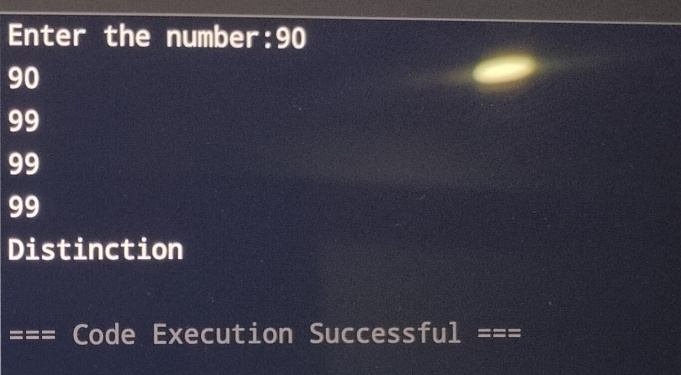 Enter the number:90
90
99
99
99
Distinction
=== Code Execution Successful ===